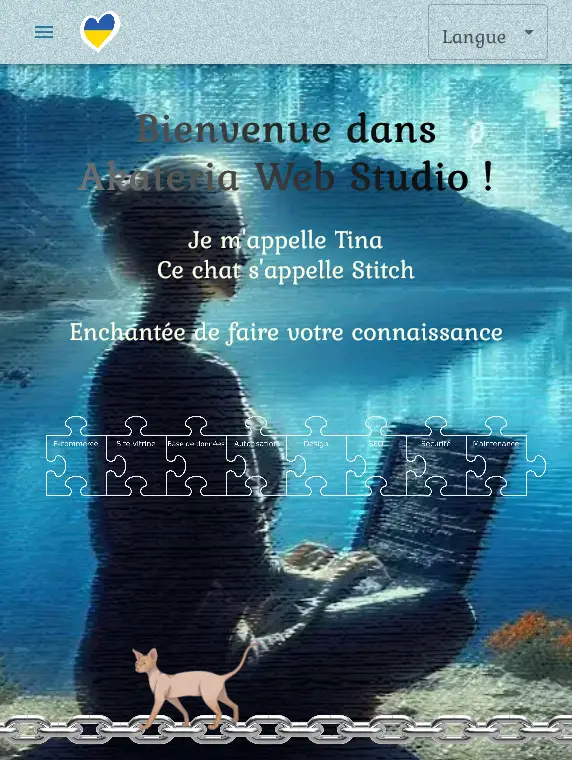 Langue
Bienvenue dans
Akateria Web Studio !
Je m'appelle Tina
Ce chat s'appelle Stitch
Enchantée de faire votre connaissance
E-commerce Site vitrine Base de données Autorisation Design SEO Sécurité Maintenance